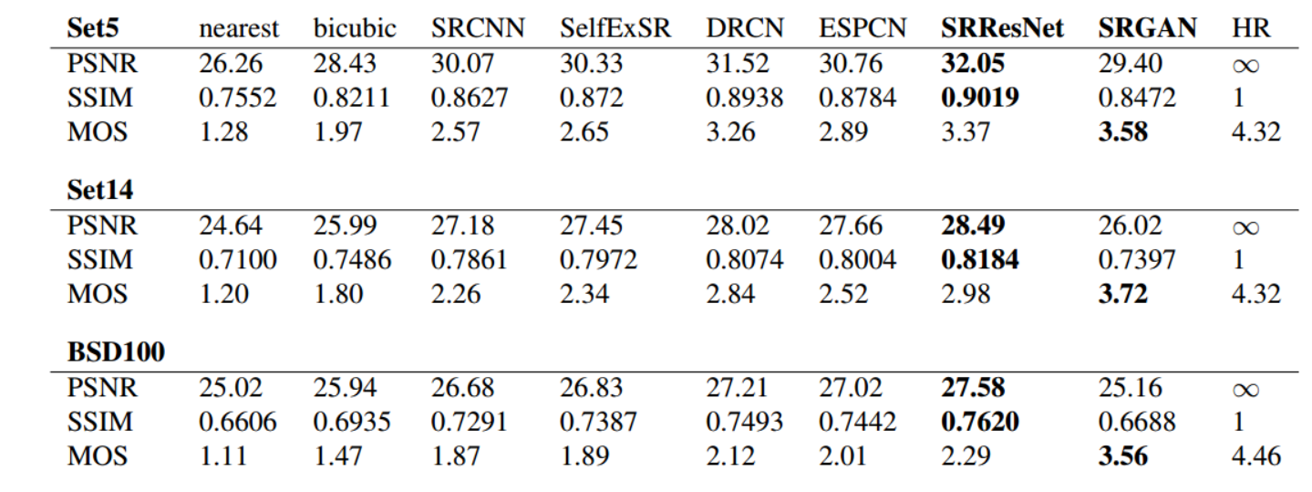 Set5 nearest bicubic SRCNN SelfExSR DRCN ESPCN SRResNet SRGAN HR
PSNR 26.26 28.43 30.07 30.33 31.52 30.76 32.05 29.40 ∞
SSIM 0.7552 0.8211 0.8627 0.872 0.8938 0.8784 0.9019 0.8472 1
MOS 1.28 1.97 2.57 2.65 3.26 2.89 3.37 3.58 4.32
Set14
PSNR 24.64 25.99 27.18 27.45 28.02 27.66 28.49 26.02 ∞
SSIM 0.7100 0.7486 0.7861 0.7972 0.8074 0.8004 0.8184 0.7397 1
MOS 1.20 1.80 2.26 2.34 2.84 2.52 2.98 3.72 4.32
BSD100
PSNR 25.02 25.94 26.68 26.83 27.21 27.02 27.58 25.16 ∞
SSIM 0.6606 0.6935 0.7291 0.7387 0.7493 0.7442 0.7620 0.6688 1
MOS 1.11 1.47 1.87 1.89 2.12 2.01 2.29 3.56 4.46